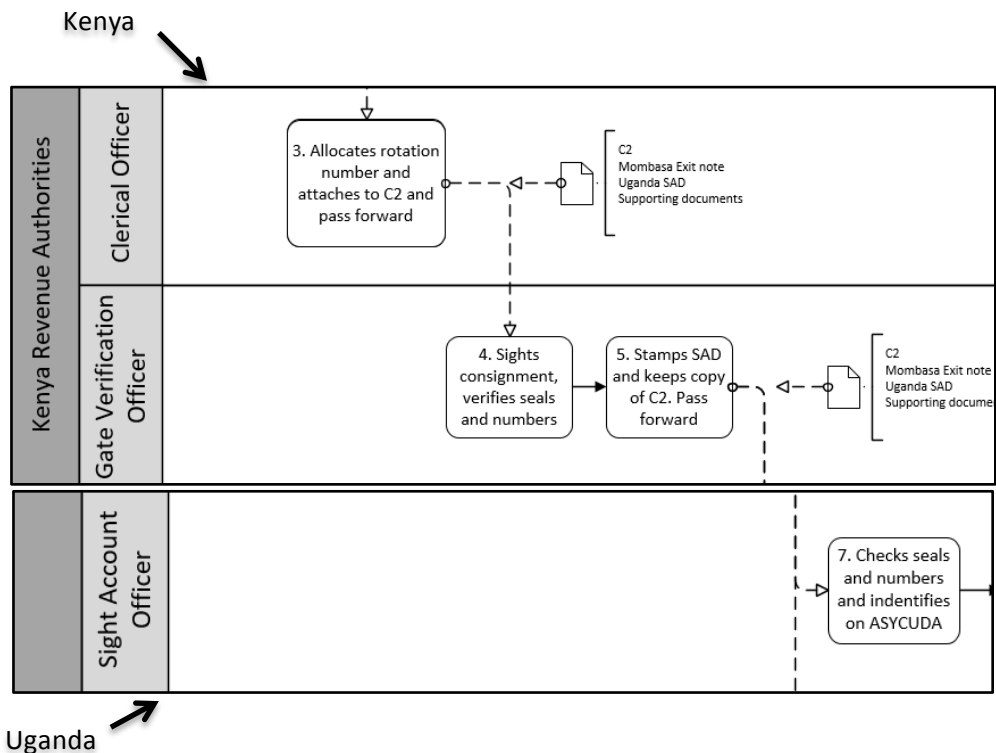 Kenya
Kenya Revenue Authorities
Clerical Officer
3. Allocates rotation
number and
attaches to C2 and
pass forward
C2
Mombasa Exit note
Uganda SAD
Supporting documents
Gate Verification
Officer
4. Sights
consignment,
verifies seals
and numbers
5. Stamps SAD
and keeps copy
of C2. Pass
forward
C2
Mombasa Exit note
Uganda SAD
Supporting docume
Sight Account
Officer
7. Checks seals
and numbers
and indentifies
on ASYCUDA
Uganda